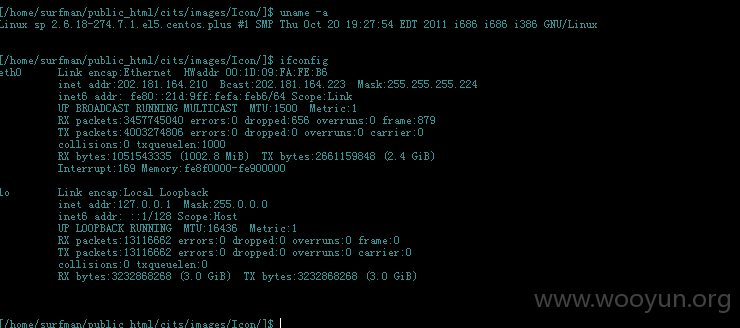 [/home/surfman/public_html/cits/images/Icon/]$ uname -a
Linux sp 2.6.18-274.7.1.el5.centos.plus #1 SMP Thu Oct 20 19:27:54 EDT 2011 i686 i686 i386 GNU/Linux
[/home/surfman/public_html/cits/images/Icon/]$ ifconfig
eth0 Link encap:Ethernet HWaddr 00:1D:09:FA:FE:B6
inet addr:202.181.164.210 Bcast:202.181.164.223 Mask:255.255.255.224
inet6 addr: fe80::21d:9ff:fefa:feb6/64 Scope:Link
UP BROADCAST RUNNING MULTICAST MTU:1500 Metric:1
RX packets:3457745040 errors:0 dropped:656 overruns:0 frame:879
TX packets:4003274806 errors:0 dropped:0 overruns:0 carrier:0
collisions:0 txqueuelen:1000
RX bytes:1051543335 (1002.8 MiB) TX bytes:2661159848 (2.4 GiB)
Interrupt:169 Memory:fe8f0000-fe900000
lo Link encap:Local Loopback
inet addr:127.0.0.1 Mask:255.0.0.0
inet6 addr: ::1/128 Scope:Host
UP LOOPBACK RUNNING MTU:16436 Metric:1
RX packets:13116662 errors:0 dropped:0 overruns:0 frame:0
TX packets:13116662 errors:0 dropped:0 overruns:0 carrier:0
collisions:0 txqueuelen:0
RX bytes:3232868268 (3.0 GiB) TX bytes:3232868268 (3.0 GiB)
www.wooyun.org
[/home/surfman/public_html/cits/images/Icon/]$